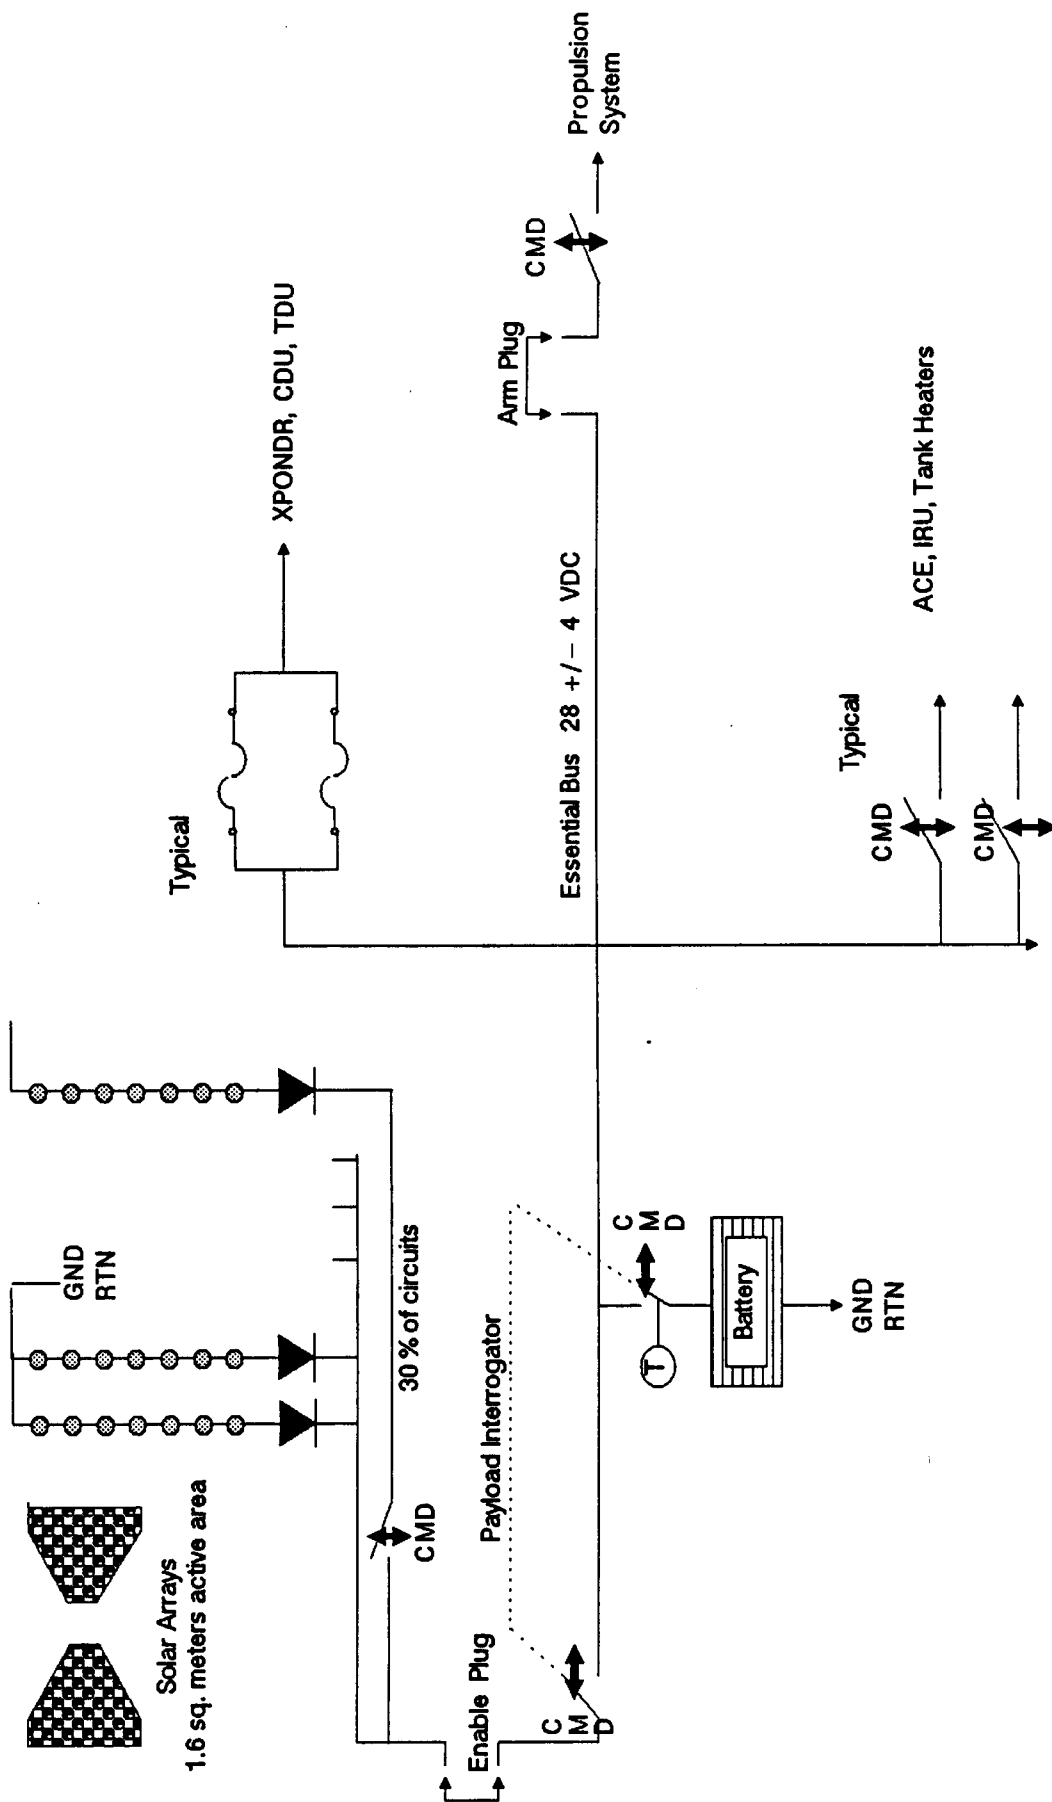 Solar Arrays
1.6 sq. meters active area
GND
RTN
30 % of circuits
CMD
Enable Plug
C
M
D
Payload Interrogator
C
M
D
T
Battery
GND
RTN
Typical
XPONDR, CDU, TDU
Essential Bus 28 +/- 4 VDC
Arm Plug
CMD
Propulsion
System
Typical
CMD
CMD
ACE, IRU, Tank Heaters